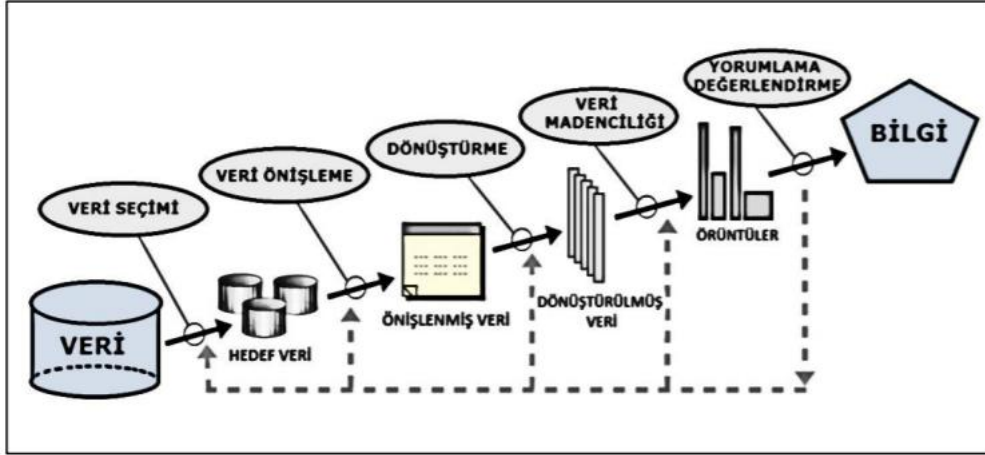 YORUMLAMA
DEĞERLENDİRME
VERİ
MADENCİLİĞİ
BİLGİ
DÖNÜŞTÜRME
VERİ ÖNİŞLEME
VERİ SEÇİMİ
ÖRÜNTÜLER
DÖNÜŞTÜRÜLMÜŞ
VERİ
ÖNİŞLENMİŞ VERİ
HEDEF VERİ
VERİ